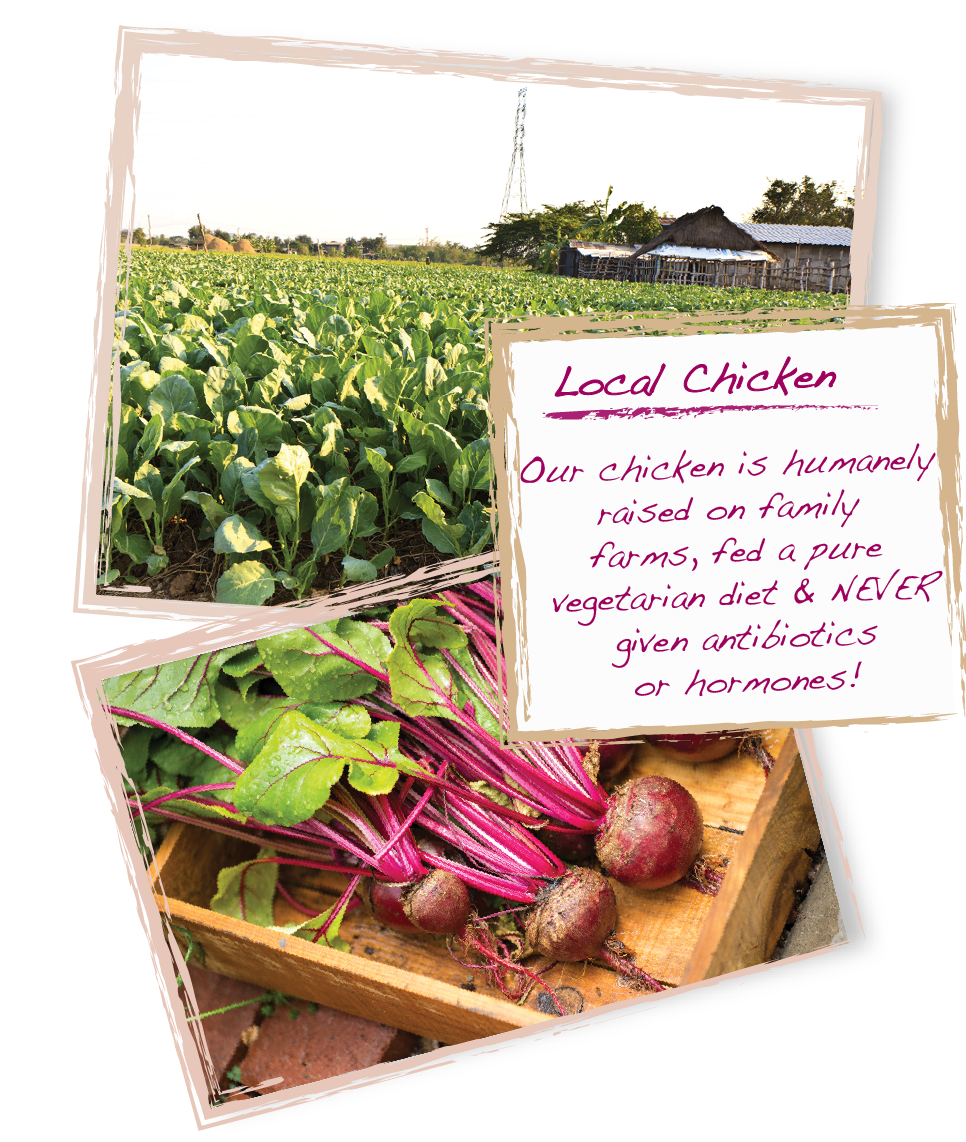 Local Chicken
Our chicken is humanely
raised on family
farms, fed a pure
vegetarian diet & NEVER
given antibiotics
or hormones!